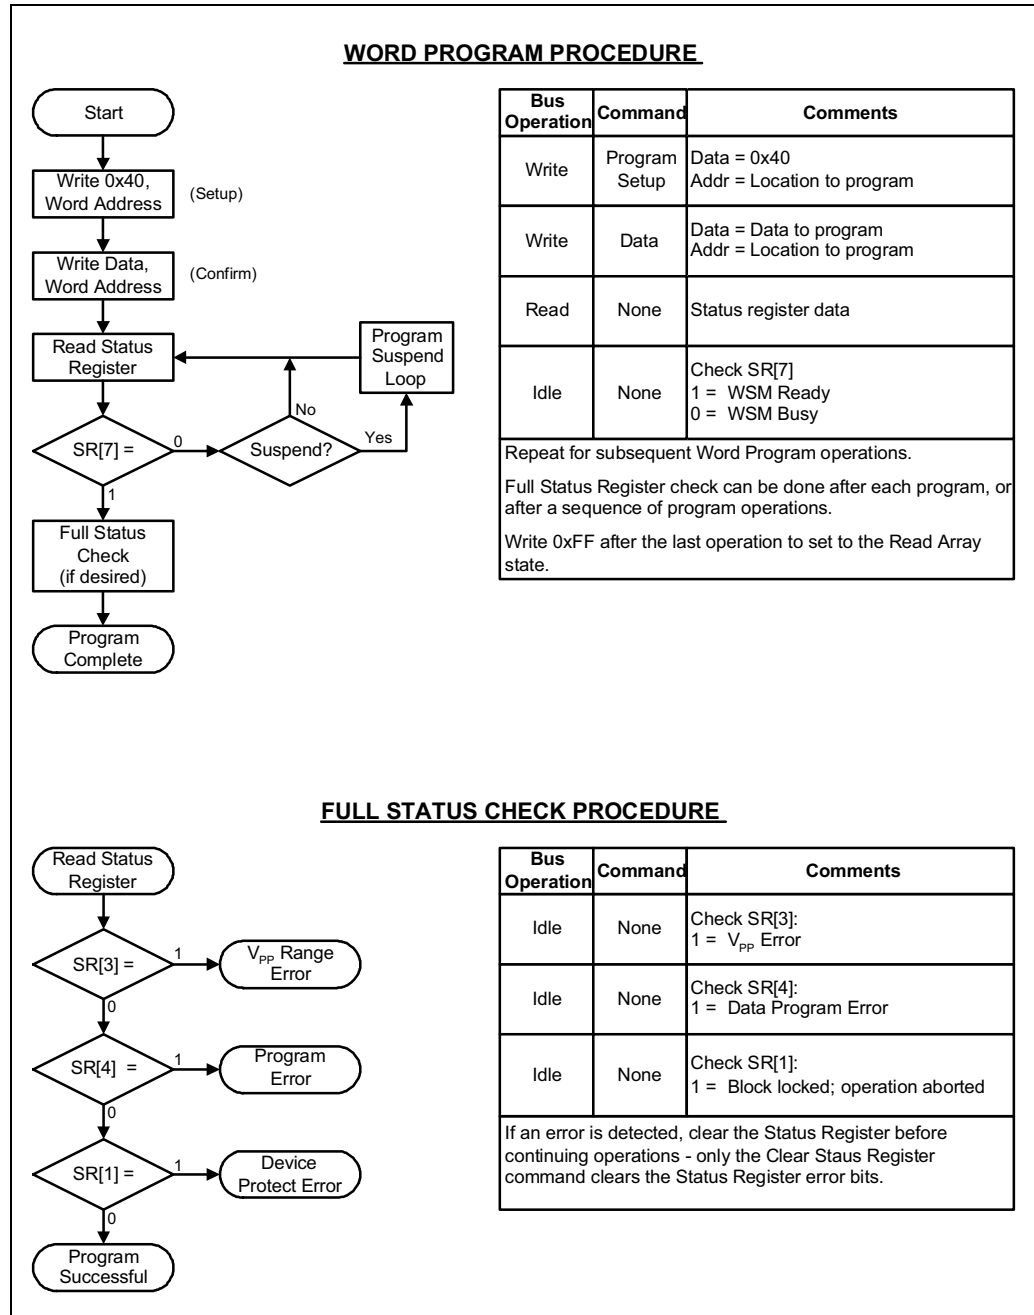 WORD PROGRAM PROCEDURE
Start
Write 0x40,
Word Address
(Setup)
Write Data,
Word Address
(Confirm)
Read Status
Register
Program
Suspend
Loop
No
SR[7] =
0
Suspend?
Yes
1
Full Status
Check
(if desired)
Program
Complete
Bus
Operation
Command
Comments
Write
Program
Setup
Data = 0x40
Addr = Location to program
Write
Data
Data = Data to program
Addr = Location to program
Read
None
Status register data
Idle
None
Check SR[7]
1 = WSM Ready
0 = WSM Busy
Repeat for subsequent Word Program operations.
Full Status Register check can be done after each program, or
after a sequence of program operations.
Write 0xFF after the last operation to set to the Read Array
state.
FULL STATUS CHECK PROCEDURE
Read Status
Register
SR[3] =
1
VPP Range
Error
0
SR[4] =
1
Program
Error
0
SR[1] =
1
Device
Protect Error
0
Program
Successful
Bus
Operation
Command
Comments
Idle
None
Check SR[3]:
1 = VPP Error
Idle
None
Check SR[4]:
1 = Data Program Error
Idle
None
Check SR[1]:
1 = Block locked; operation aborted
If an error is detected, clear the Status Register before
continuing operations - only the Clear Staus Register
command clears the Status Register error bits.